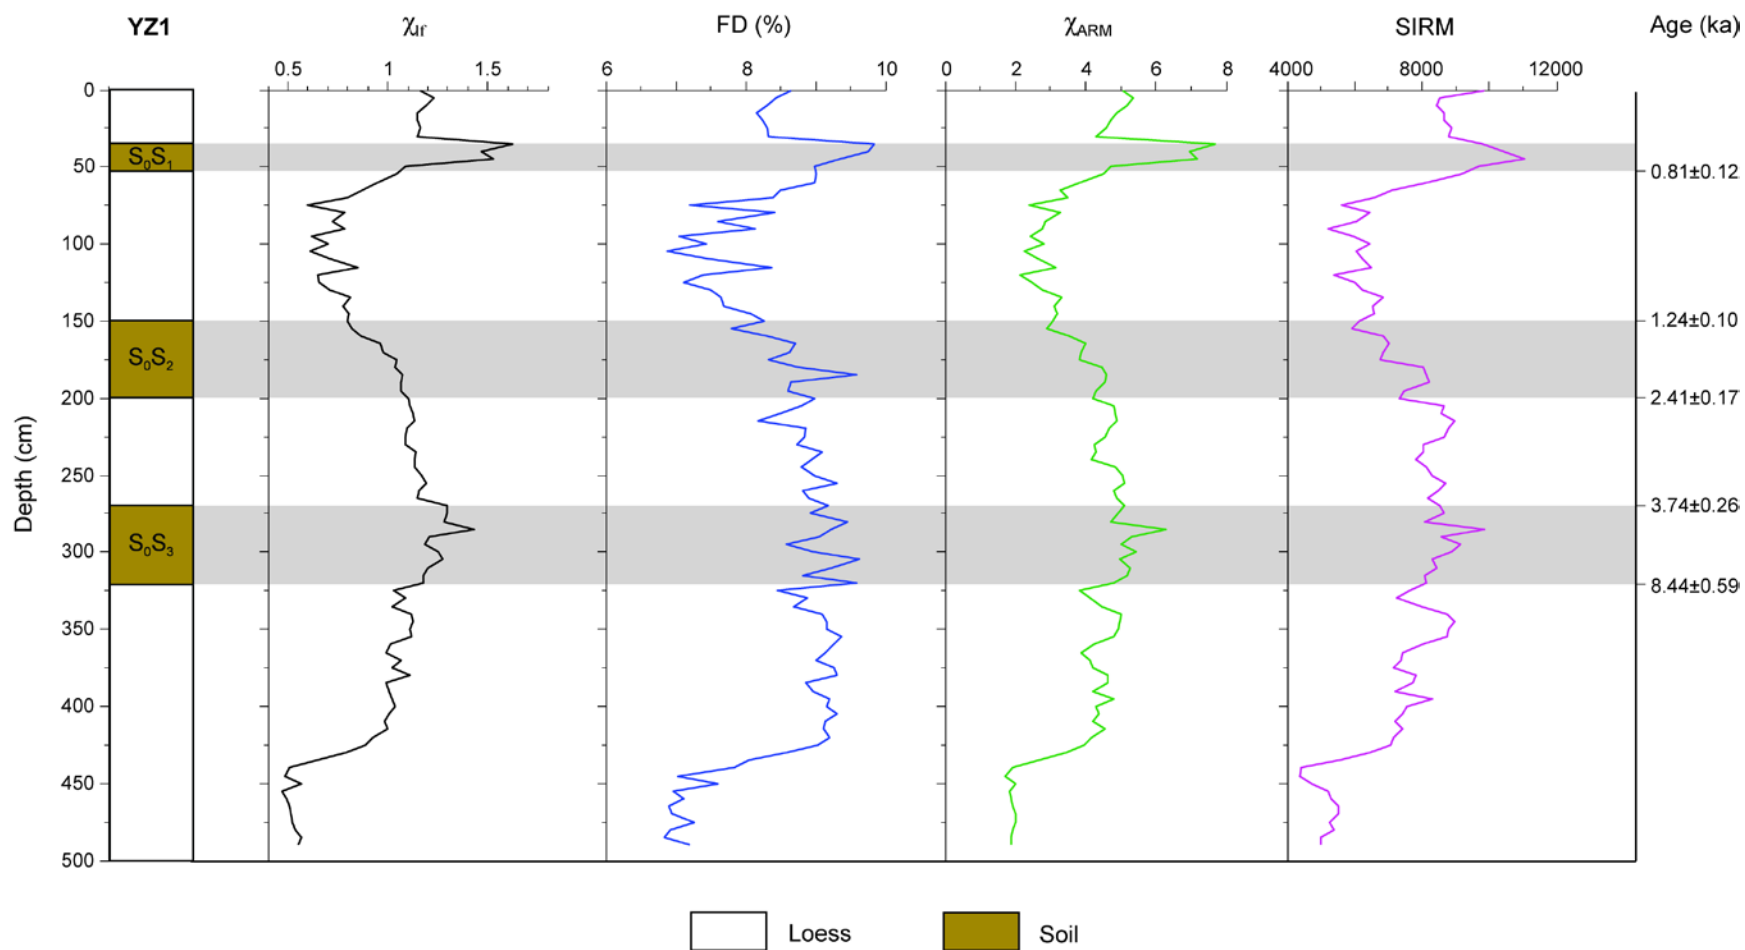 YZ1 χlf FD (%) χARM SIRM Age (ka)
0.5 1 1.5 6 8 10 0 2 4 6 8 4000 8000 12000
0
S₀S₁
50
0.81±0.12
100
150
1.24±0.10
S₀S₂
200
2.41±0.17
Depth (cm)
250
3.74±0.26
S₀S₃
300
8.44±0.59
350
400
450
500
Loess Soil